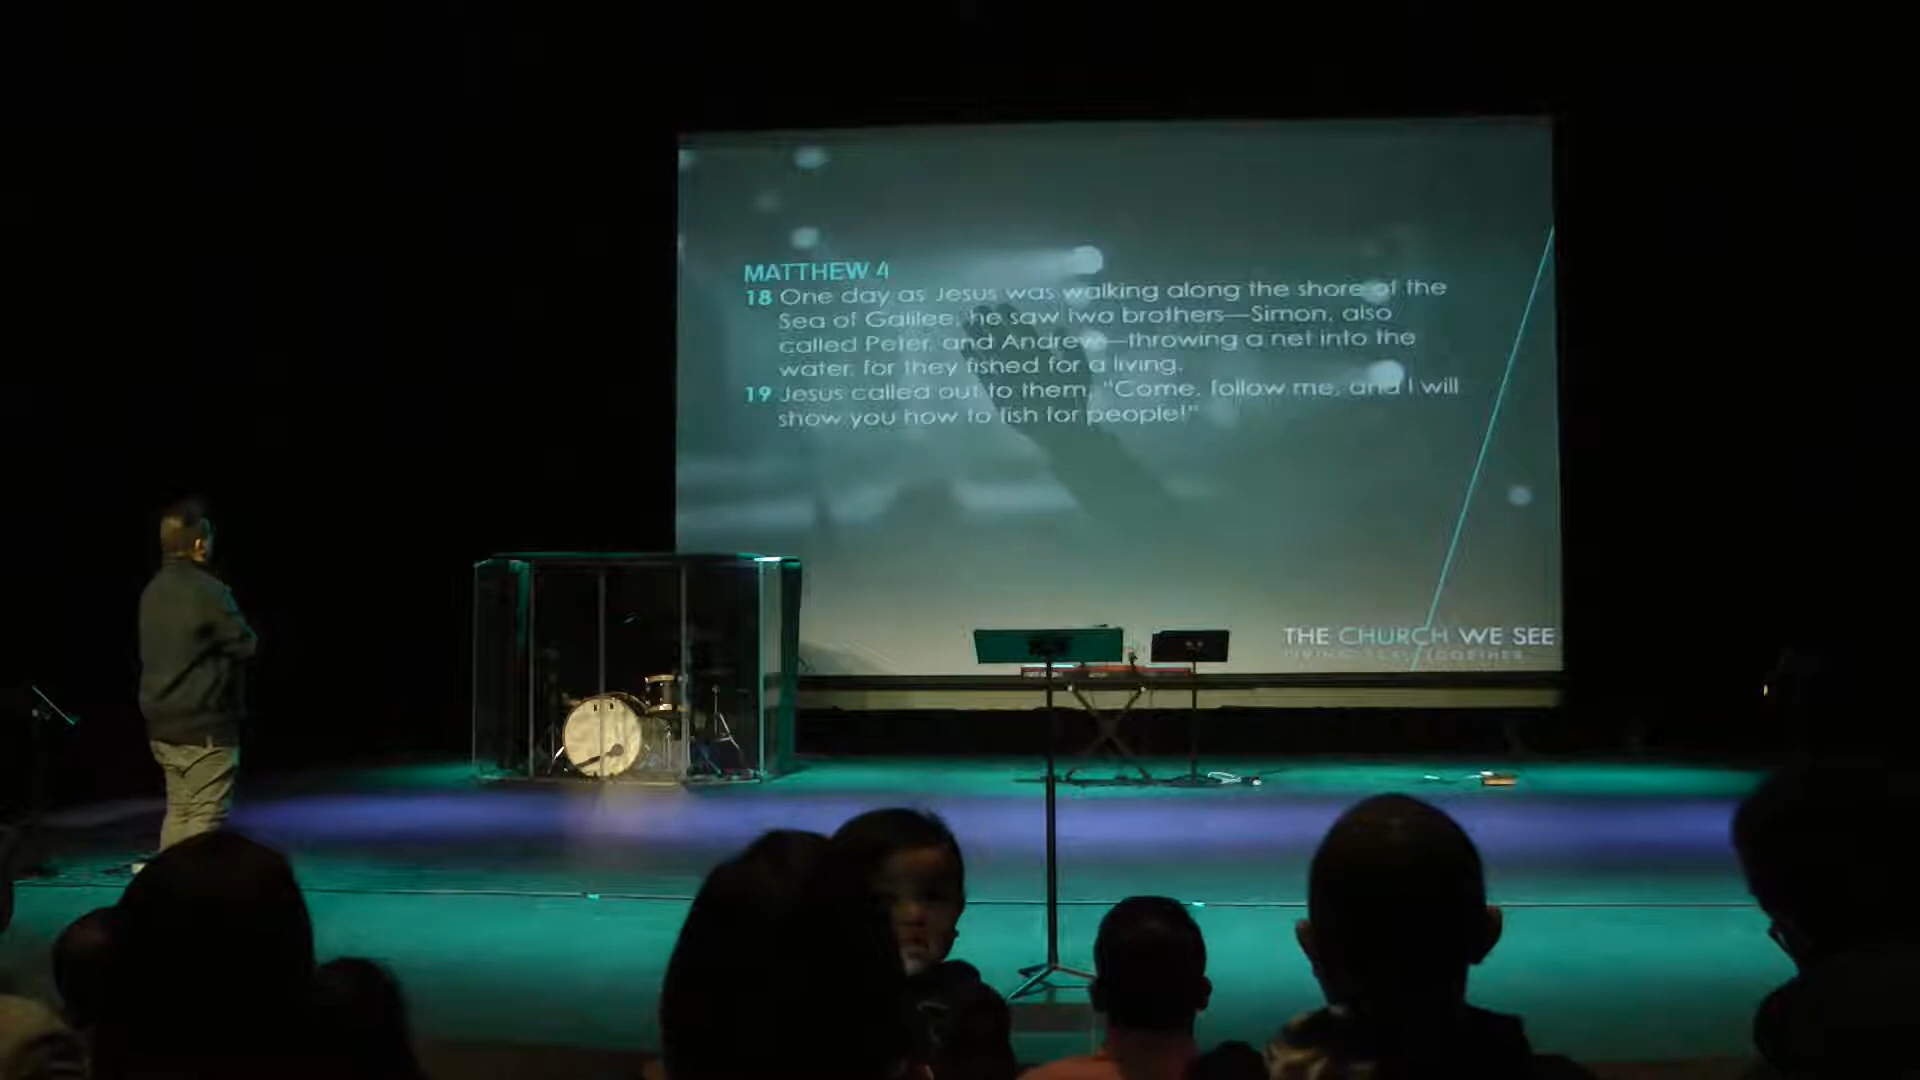 MATTHEW 4
18 One day as Jesus was walking along the shore of the
Sea of Galilee, he saw two brothers—Simon, also
called Peter, and Andrew—throwing a net into the
water, for they fished for a living.
19 Jesus called out to them, "Come, follow me, and I will
show you how to fish for people!"
THE CHURCH WE SEE
TOGETHER